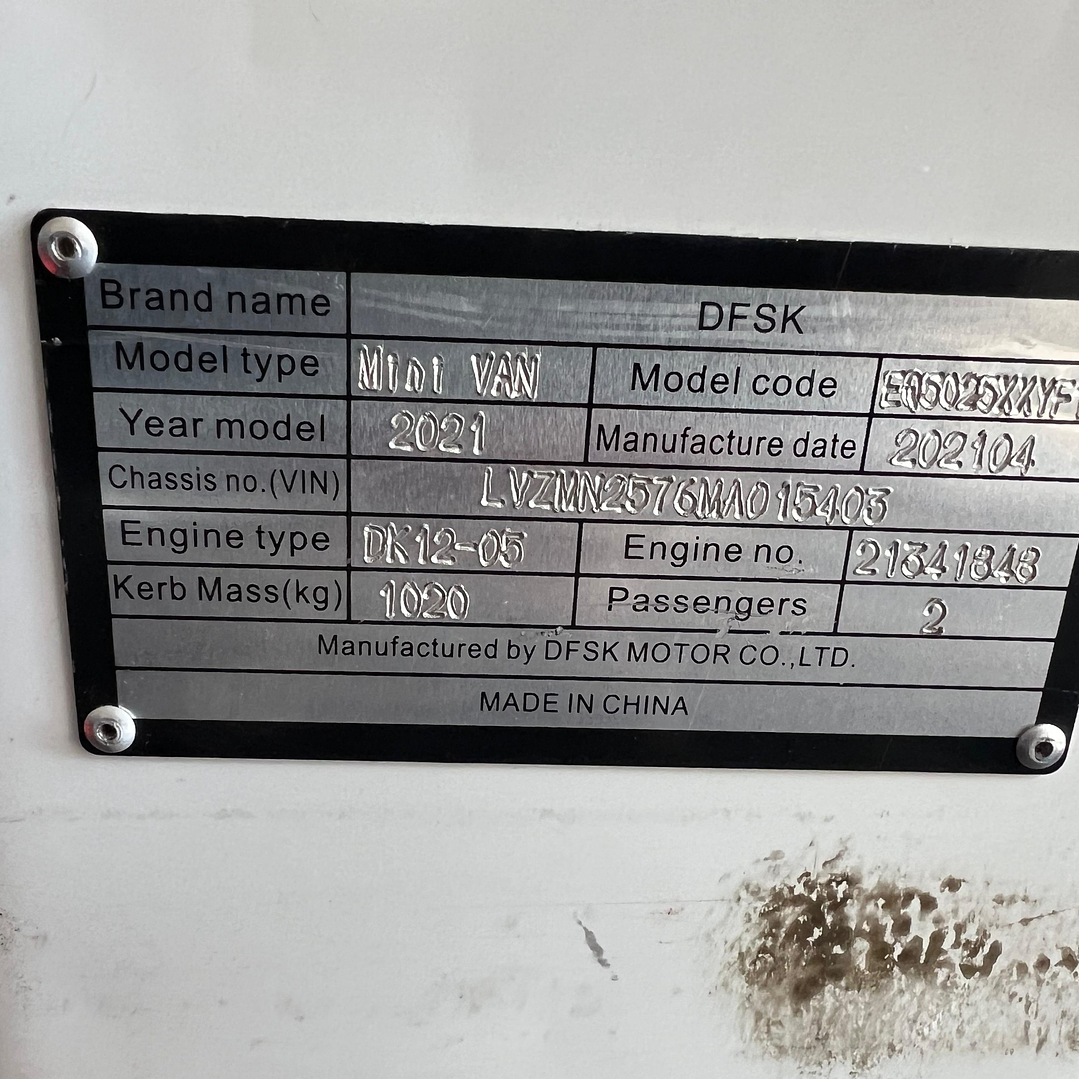 Brand name DFSK
Model type Mini VAN Model code EQ5025XXYF
Year model 2021 Manufacture date 202104
Chassis no.(VIN) LVZMN2576MA015403
Engine type DK12-05 Engine no. 21341848
Kerb Mass(kg) 1020 Passengers 2
Manufactured by DFSK MOTOR CO.,LTD.
MADE IN CHINA